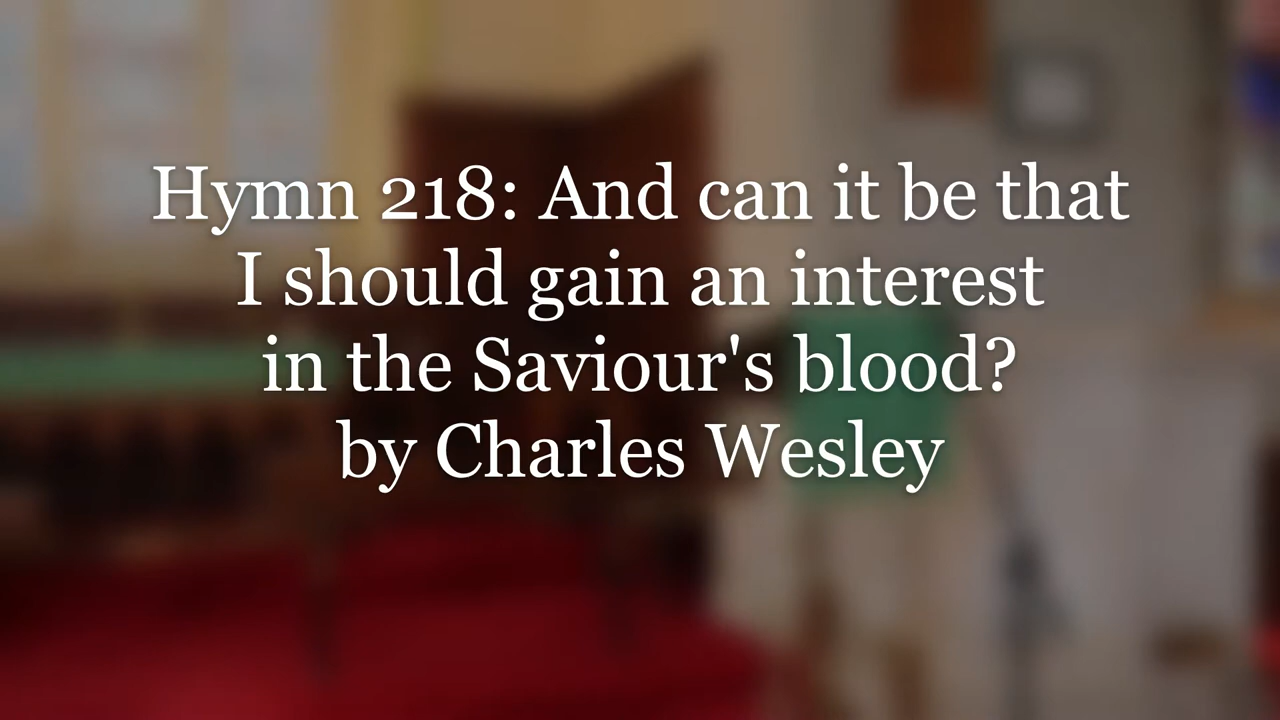 Hymn 218: And can it be that
I should gain an interest
in the Saviour's blood?
by Charles Wesley